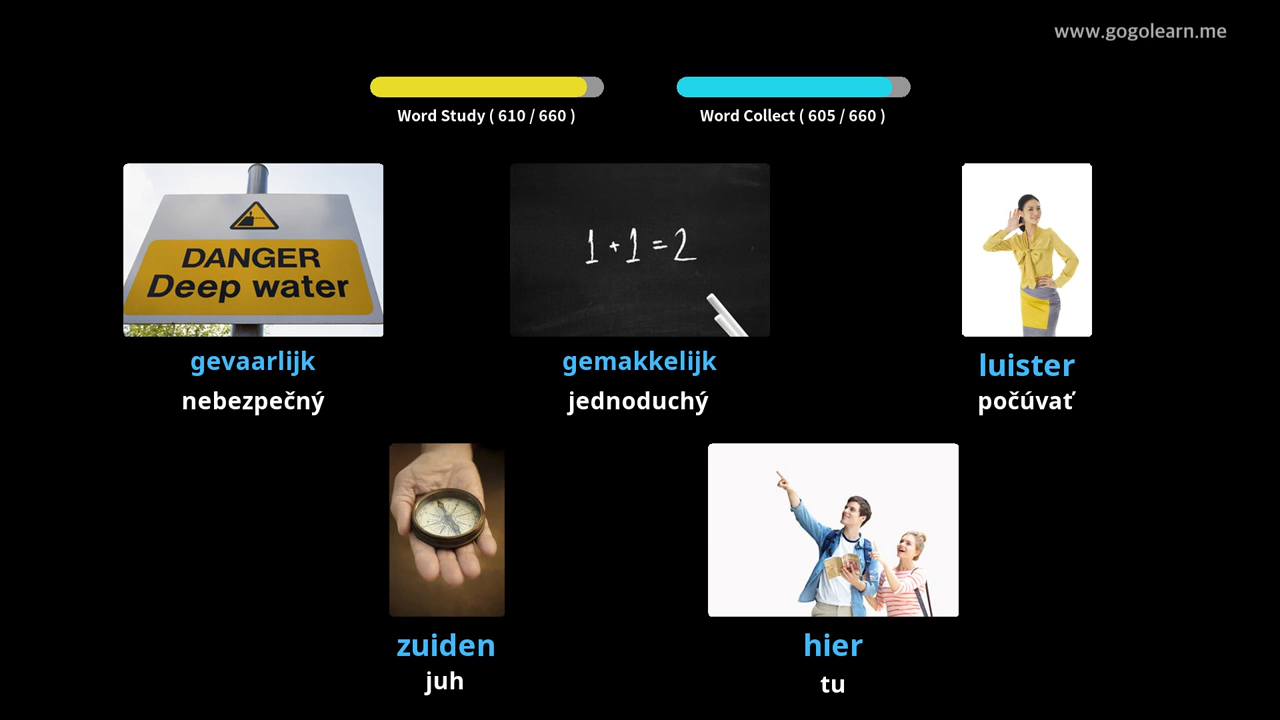 www.gogolearn.me
Word Study ( 610 / 660 )
Word Collect ( 605 / 660 )
DANGER
Deep water
1 + 1 = 2
gevaarlijk
gemakkelijk
luister
nebezpečný
jednoduchý
počúvať
zuiden
hier
juh
tu